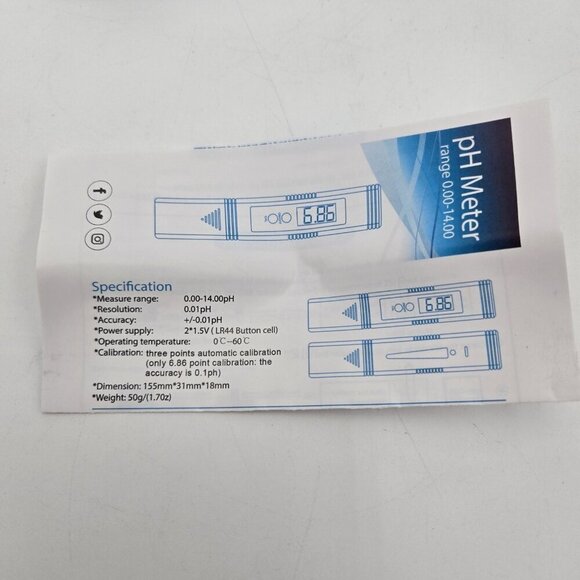 pH Meter
range 0.00-14.00
6.86
Specification
*Measure range: 0.00-14.00pH
*Resolution: 0.01pH
*Accuracy: +/-0.01pH
*Power supply: 2*1.5V ( LR44 Button cell)
*Operating temperature: 0℃--60℃
*Calibration: three points automatic calibration
(only 6.86 point calibration: the
accuracy is 0.1ph)
*Dimension: 155mm*31mm*18mm
*Weight: 50g/(1.70z)
6.86